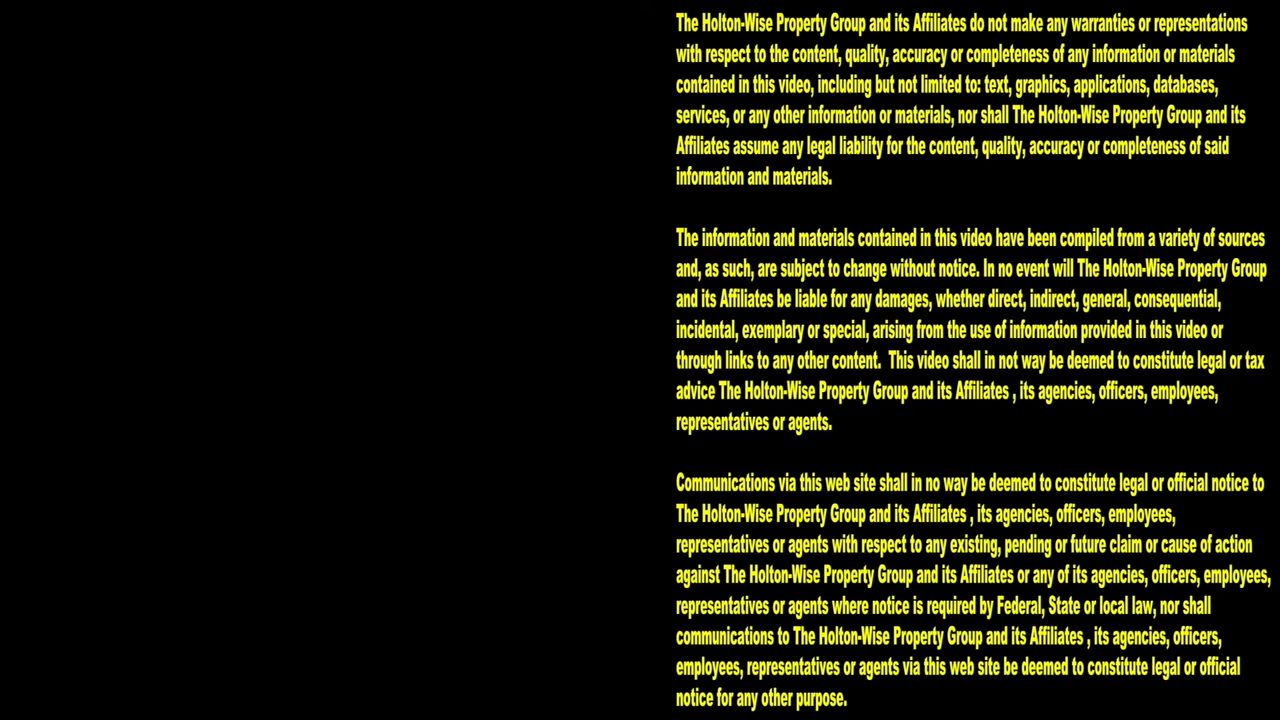 The Holton-Wise Property Group and its Affiliates do not make any warranties or representations
with respect to the content, quality, accuracy or completeness of any information or materials
contained in this video, including but not limited to: text, graphics, applications, databases,
services, or any other information or materials, nor shall The Holton-Wise Property Group and its
Affiliates assume any legal liability for the content, quality, accuracy or completeness of said
information and materials.
The information and materials contained in this video have been compiled from a variety of sources
and, as such, are subject to change without notice. In no event will The Holton-Wise Property Group
and its Affiliates be liable for any damages, whether direct, indirect, general, consequential,
incidental, exemplary or special, arising from the use of information provided in this video or
through links to any other content.  This video shall in not way be deemed to constitute legal or tax
advice The Holton-Wise Property Group and its Affiliates , its agencies, officers, employees,
representatives or agents.
Communications via this web site shall in no way be deemed to constitute legal or official notice to
The Holton-Wise Property Group and its Affiliates , its agencies, officers, employees,
representatives or agents with respect to any existing, pending or future claim or cause of action
against The Holton-Wise Property Group and its Affiliates or any of its agencies, officers, employees,
representatives or agents where notice is required by Federal, State or local law, nor shall
communications to The Holton-Wise Property Group and its Affiliates , its agencies, officers,
employees, representatives or agents via this web site be deemed to constitute legal or official
notice for any other purpose.